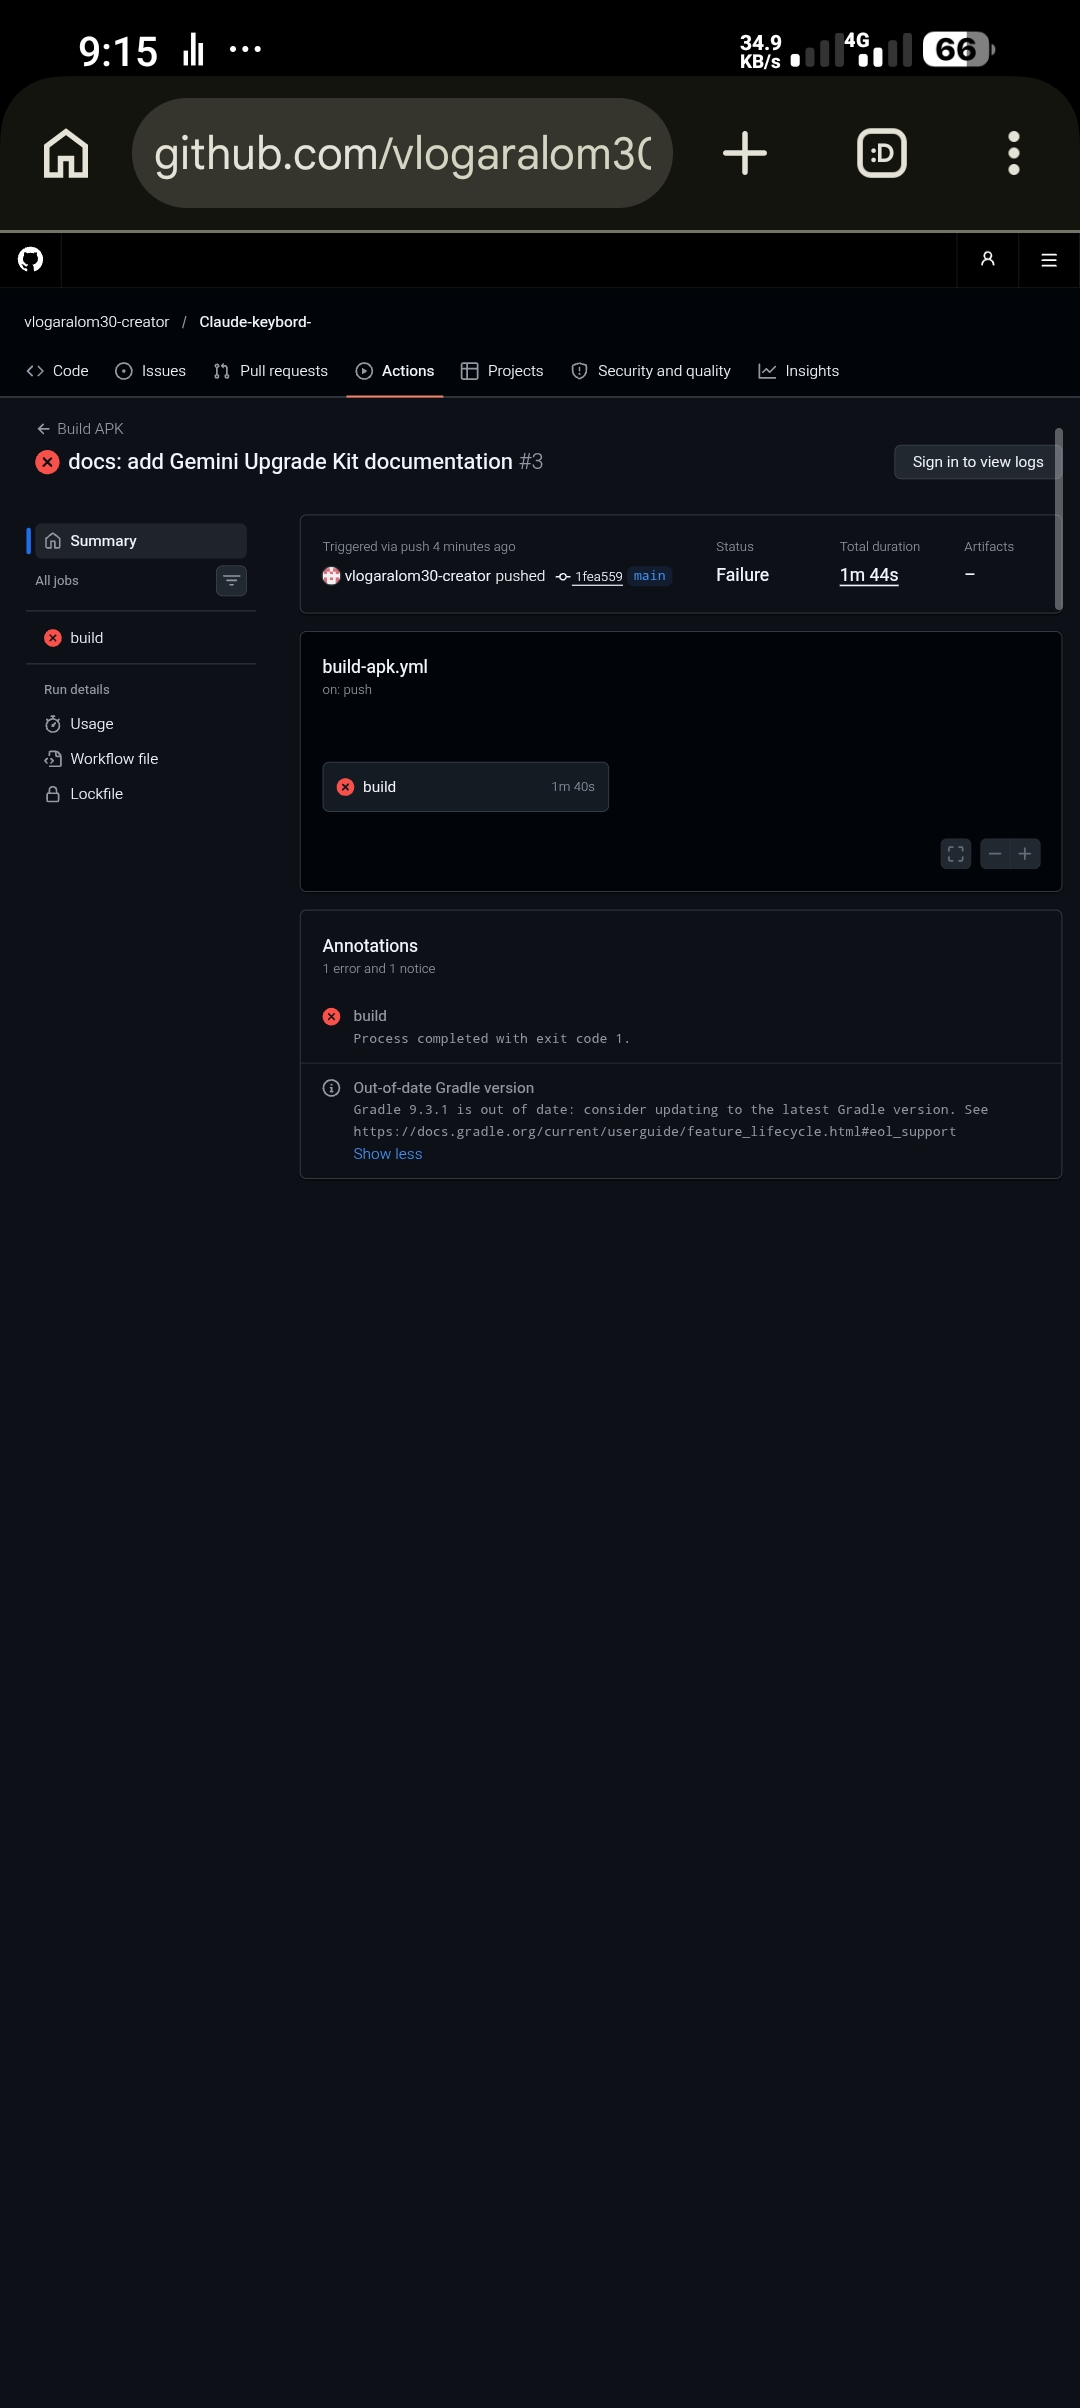 9:15
34.9
KB/s
4G
66
github.com/vlogaralom30
:D
vlogaralom30-creator / Claude-keybord-
Code
Issues
Pull requests
Actions
Projects
Security and quality
Insights
Build APK
docs: add Gemini Upgrade Kit documentation #3
Sign in to view logs
Summary
All jobs
build
Run details
Usage
Workflow file
Lockfile
Triggered via push 4 minutes ago
vlogaralom30-creator pushed 1fea559 main
Status
Failure
Total duration
1m 44s
Artifacts
–
build-apk.yml
on: push
build
1m 40s
Annotations
1 error and 1 notice
build
Process completed with exit code 1.
Out-of-date Gradle version
Gradle 9.3.1 is out of date: consider updating to the latest Gradle version. See
https://docs.gradle.org/current/userguide/feature_lifecycle.html#eol_support
Show less